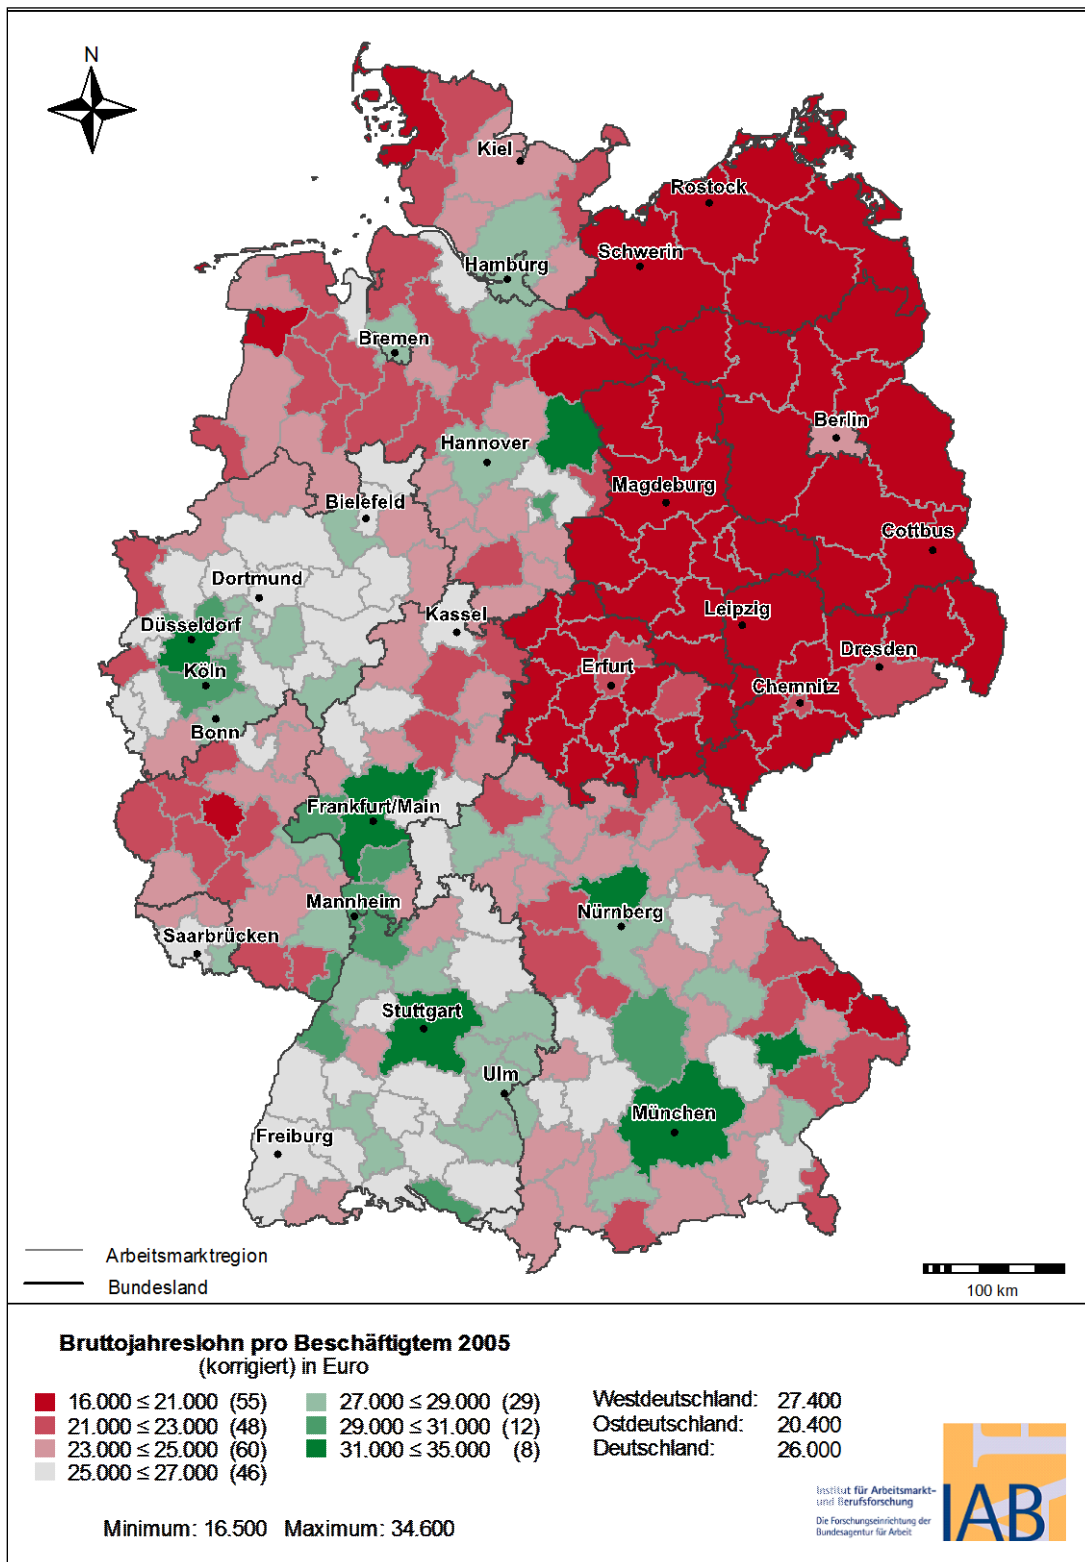 N
Kiel
Rostock
Schwerin
Hamburg
Bremen
Berlin
Hannover
Magdeburg
Bielefeld
Cottbus
Dortmund
Leipzig
Kassel
Düsseldorf
Dresden
Köln
Erfurt
Chemnitz
Bonn
Frankfurt/Main
Mannheim
Nürnberg
Saarbrücken
Stuttgart
Ulm
München
Freiburg
Arbeitsmarktregion
Bundesland
100 km
Bruttojahreslohn pro Beschäftigtem 2005
(korrigiert) in Euro
16.000 ≤ 21.000 (55)
21.000 ≤ 23.000 (48)
23.000 ≤ 25.000 (60)
25.000 ≤ 27.000 (46)
27.000 ≤ 29.000 (29)
29.000 ≤ 31.000 (12)
31.000 ≤ 35.000 (8)
Westdeutschland: 27.400
Ostdeutschland: 20.400
Deutschland: 26.000
Minimum: 16.500 Maximum: 34.600
Institut für Arbeitsmarkt-
und Berufsforschung
Die Forschungseinrichtung der
Bundesagentur für Arbeit
IAB